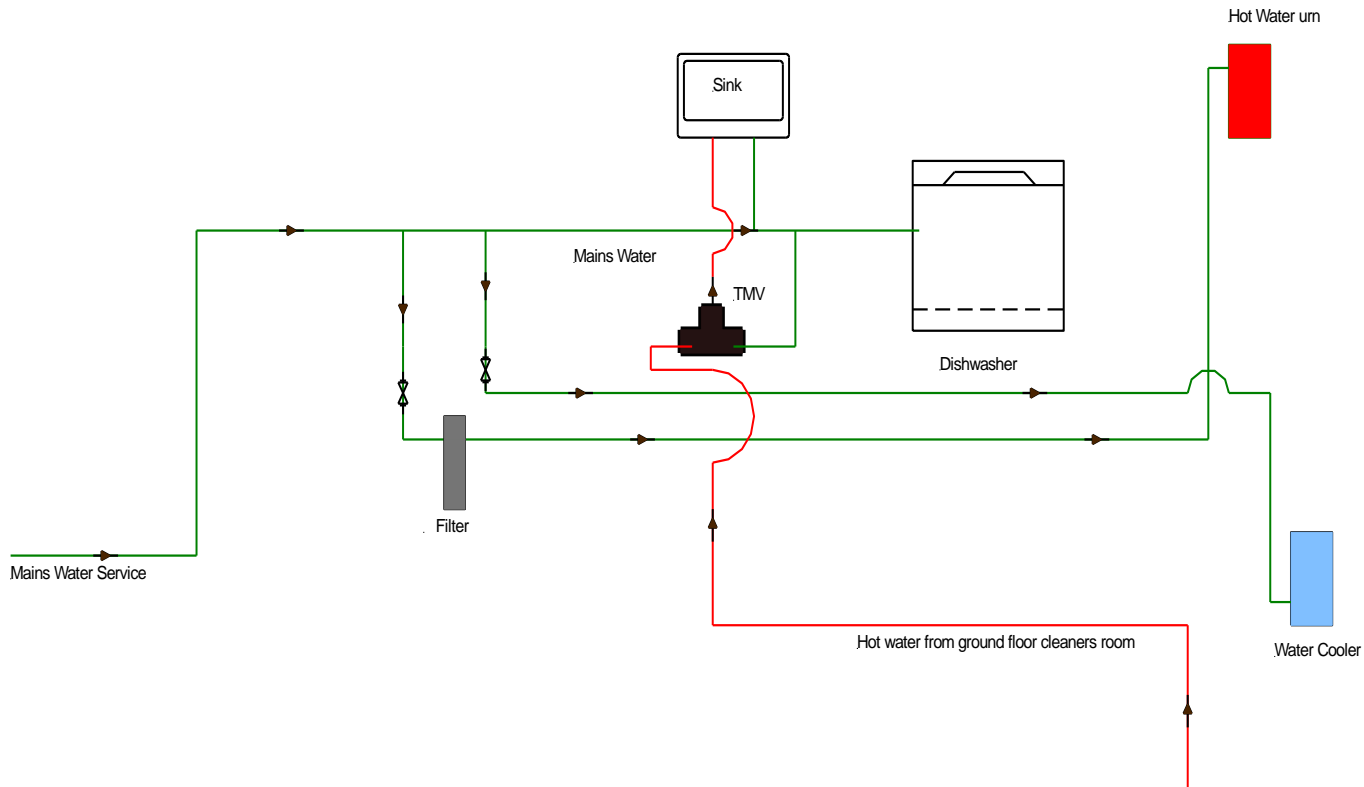 Hot Water urn
Sink
Mains Water
TMV
Dishwasher
Filter
Mains Water Service
Hot water from ground floor cleaners room
Water Cooler